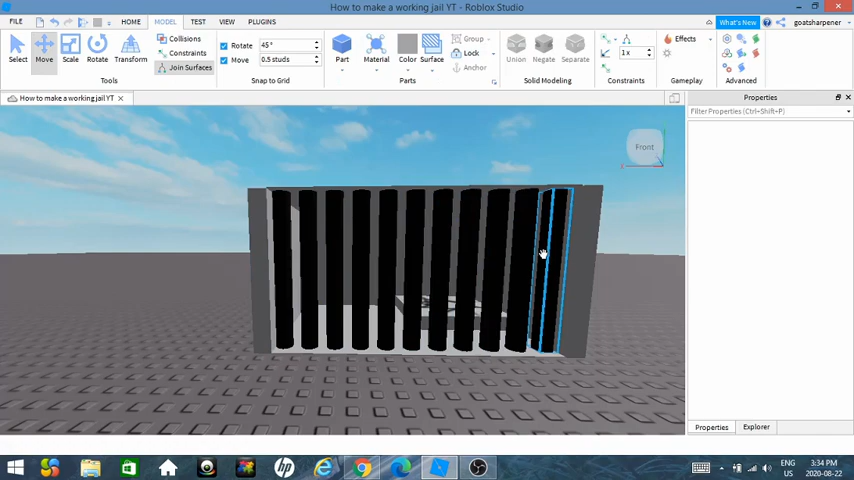 How to make a working jail YT - Roblox Studio
FILE HOME MODEL TEST VIEW PLUGINS What's New goatsharpener
Select Move Scale Rotate Transform
Collisions
Constraints
Join Surfaces
Tools
Rotate 45°
Move 0.5 studs
Snap to Grid
Part Material Color Surface
Group
Lock
Anchor
Parts
Union Negate Separate
Solid Modeling
1x
Constraints
Effects
Gameplay
Advanced
How to make a working jail YT
Properties
Filter Properties (Ctrl+Shift+P)
Front
Properties Explorer
ENG 3:34 PM
US 2020-08-22